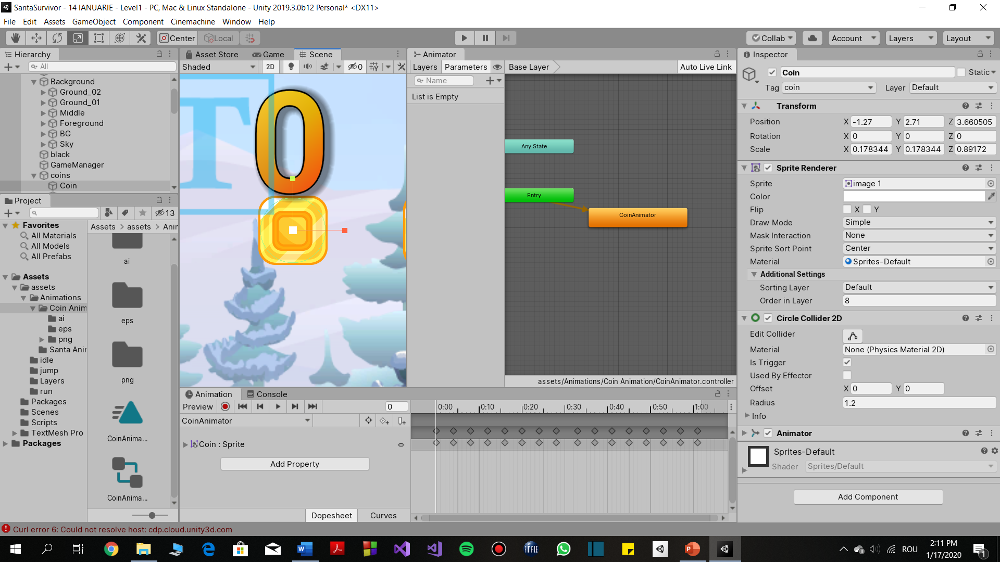 SantaSurvivor - 14 IANUARIE - Level1 - PC, Mac & Linux Standalone - Unity 2019.3.0b12 Personal* <DX11>
File Edit Assets GameObject Component Cinemachine Window Help
Center Local Collab Account Layers Layout
Hierarchy
All
Background
Ground_02
Ground_01
Middle
Foreground
BG
Sky
black
GameManager
coins
Coin
Asset Store Game Scene
Shaded 2D 0
T0
Animator
Layers Parameters Base Layer Auto Live Link
Name
List is Empty
Any State
Entry
CoinAnimator
assets/Animations/Coin Animation/CoinAnimator.controller
Project
13
Favorites
All Materials
All Models
All Prefabs
Assets
assets
Animations
Coin Anim
ai
eps
png
Santa Anir
idle
jump
Layers
run
Packages
Scenes
Scripts
TextMesh Pro
Packages
Assets > assets > Anin
ai
eps
png
CoinAnima...
CoinAnima...
Animation Console
Preview 0
0:00 0:10 0:20 0:30 0:40 0:50 1:00
CoinAnimator
Coin : Sprite
Add Property
Dopesheet Curves
Inspector
Coin Static
Tag coin Layer Default
Transform
Position X -1.27 Y 2.71 Z 3.660505
Rotation X 0 Y 0 Z 0
Scale X 0.178344 Y 0.178344 Z 0.89172
Sprite Renderer
Sprite image 1
Color
Flip X Y
Draw Mode Simple
Mask Interaction None
Sprite Sort Point Center
Material Sprites-Default
Additional Settings
Sorting Layer Default
Order in Layer 8
Circle Collider 2D
Edit Collider
Material None (Physics Material 2D)
Is Trigger
Used By Effector
Offset X 0 Y 0
Radius 1.2
Info
Animator
Sprites-Default
Shader Sprites/Default
Add Component
Curl error 6: Could not resolve host: cdp.cloud.unity3d.com
FINALE
ROU
2:11 PM
1/17/2020
1